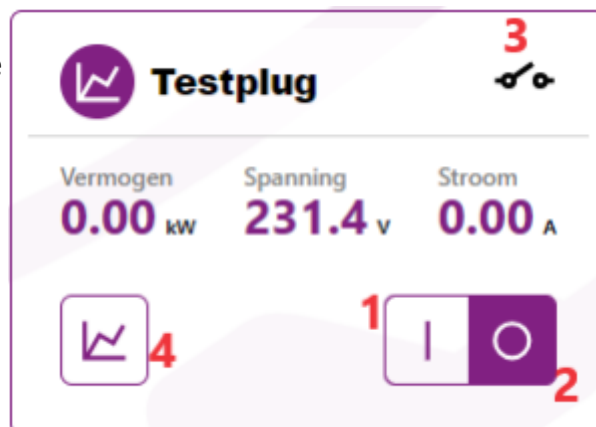 3
e
Testplug
Vermogen Spanning Stroom
0.00 kW 231.4 V 0.00 A
1
4
2